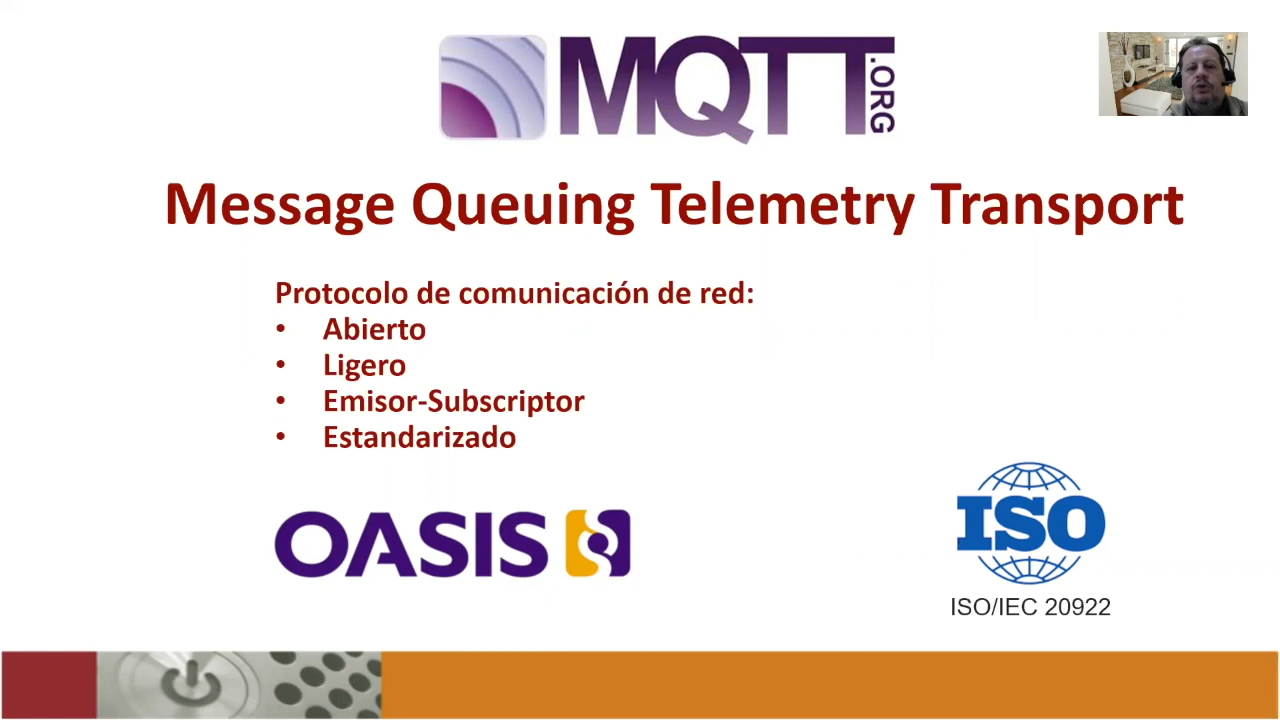 MQTT.ORG
Message Queuing Telemetry Transport
Protocolo de comunicación de red:
• Abierto
• Ligero
• Emisor-Subscriptor
• Estandarizado
OASIS
ISO
ISO/IEC 20922